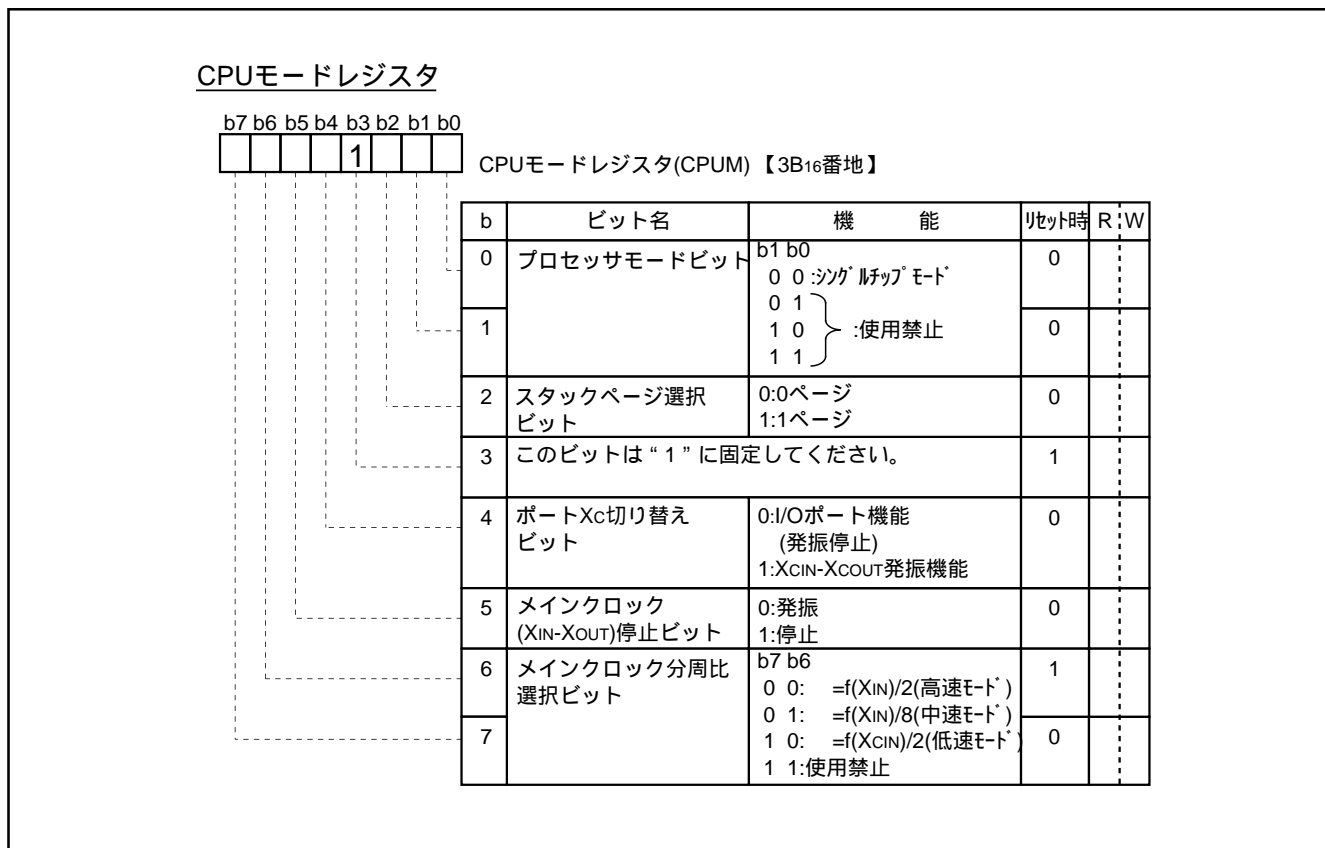 CPUモードレジスタ
b7 b6 b5 b4 b3 b2 b1 b0
1
CPUモードレジスタ(CPUM)【3B16番地】
b ビット名 機 能 リセット時 R W
0 プロセッサモードビット b1 b0 0
0 0 :シングルチップモード
0 1
1 1 0 :使用禁止 0
1 1
2 スタックページ選択 0:0ページ 0
ビット 1:1ページ
3 このビットは“1”に固定してください。 1
4 ポートXC切り替え 0:I/Oポート機能 0
ビット (発振停止)
1:XCIN-XCOUT発振機能
5 メインクロック 0:発振 0
(XIN-XOUT)停止ビット 1:停止
6 メインクロック分周比 b7 b6 1
選択ビット 0 0: =f(XIN)/2(高速モード)
0 1: =f(XIN)/8(中速モード)
7 1 0: =f(XCIN)/2(低速モード) 0
1 1:使用禁止